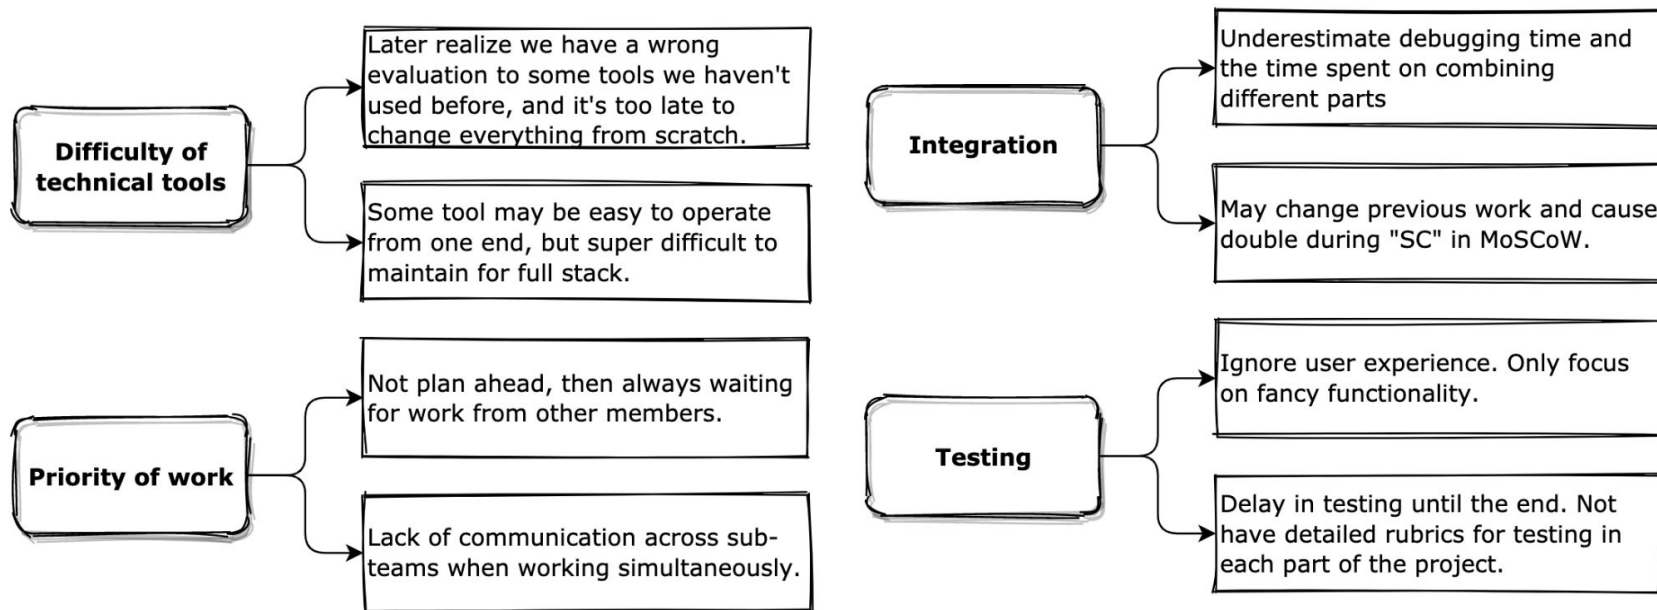 Difficulty of
technical tools
Later realize we have a wrong
evaluation to some tools we haven't
used before, and it's too late to
change everything from scratch.
Some tool may be easy to operate
from one end, but super difficult to
maintain for full stack.
Priority of work
Not plan ahead, then always waiting
for work from other members.
Lack of communication across sub-
teams when working simultaneously.
Integration
Underestimate debugging time and
the time spent on combining
different parts
May change previous work and cause
double during "SC" in MoSCoW.
Testing
Ignore user experience. Only focus
on fancy functionality.
Delay in testing until the end. Not
have detailed rubrics for testing in
each part of the project.